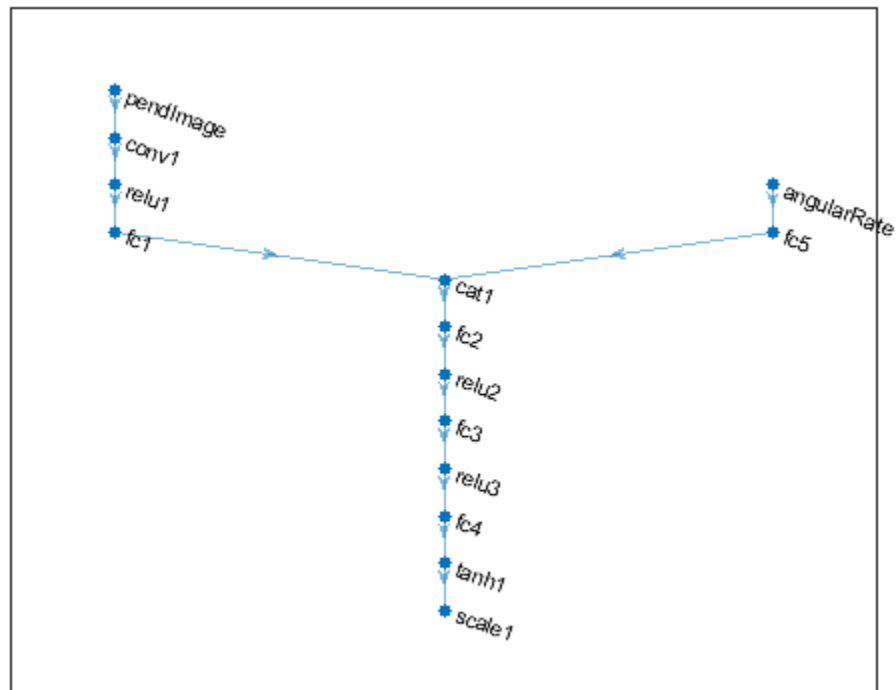 pendImage
conv1
relu1
fc1
angularRate
fc5
cat1
fc2
relu2
fc3
relu3
fc4
tanh1
scale1